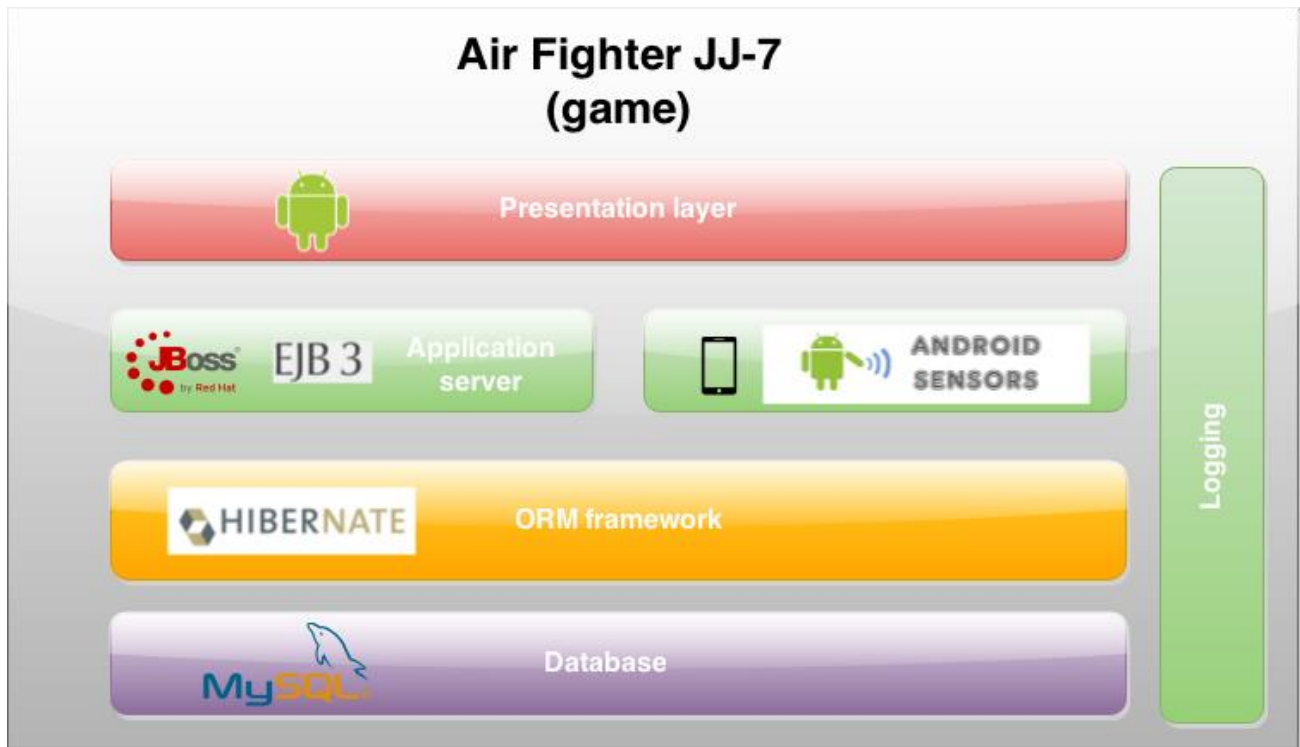 Air Fighter JJ-7
(game)
Presentation layer
JBoss®
by Red Hat
EJB 3
Application
server
ANDROID
SENSORS
Logging
HIBERNATE
ORM framework
MySQL
Database